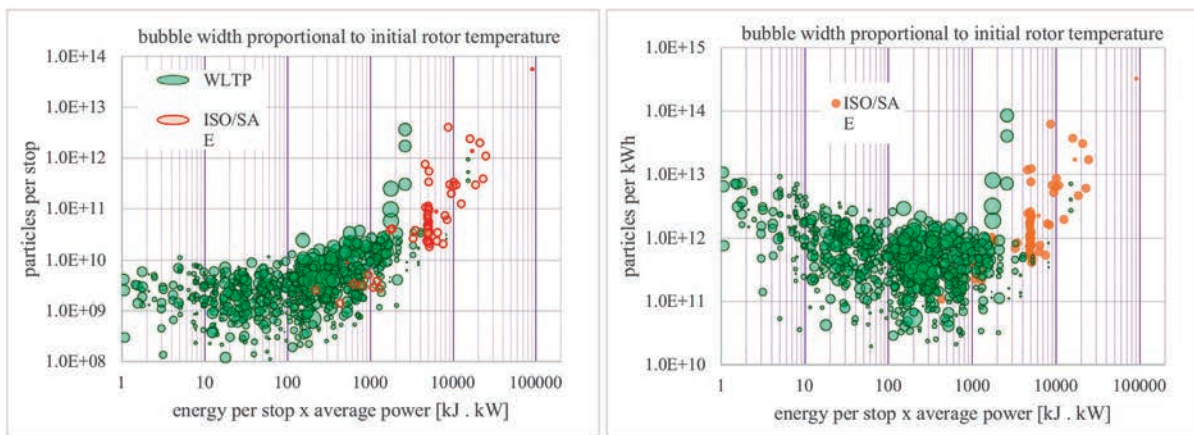 bubble width proportional to initial rotor temperature
1.0E+14
1.0E+13
1.0E+12
1.0E+11
1.0E+10
1.0E+09
1.0E+08
particles per stop
WLTP
ISO/SA
E
1 10 100 1000 10000 100000
energy per stop x average power [kJ . kW]
bubble width proportional to initial rotor temperature
1.0E+15
1.0E+14
1.0E+13
1.0E+12
1.0E+11
1.0E+10
particles per kWh
ISO/SA
E
1 10 100 1000 10000 100000
energy per stop x average power [kJ . kW]